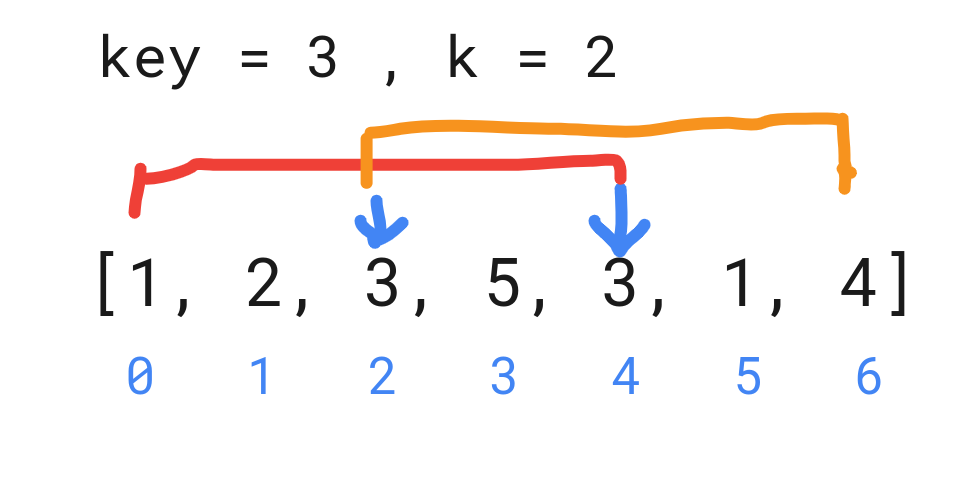 key = 3 , k = 2
[1, 2, 3, 5, 3, 1, 4]
0 1 2 3 4 5 6